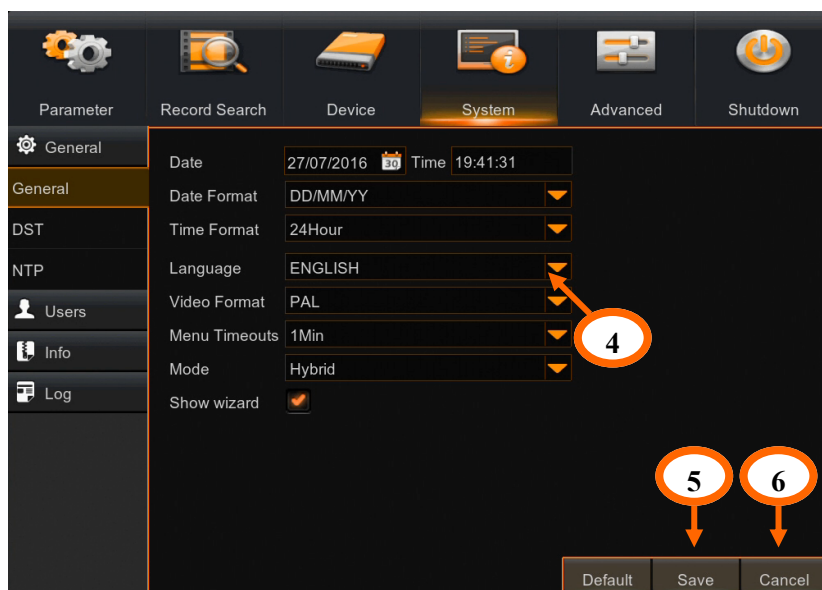 Parameter Record Search Device System Advanced Shutdown
General
General
DST
NTP
Users
Info
Log
Date 27/07/2016 30 Time 19:41:31
Date Format DD/MM/YY
Time Format 24Hour
Language ENGLISH
Video Format PAL
Menu Timeouts 1Min
Mode Hybrid
Show wizard
4
5 6
Default Save Cancel